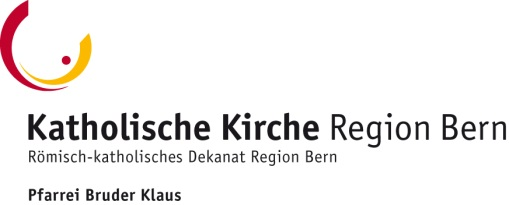 Katholische Kirche Region Bern
Römisch-katholisches Dekanat Region Bern
Pfarrei Bruder Klaus